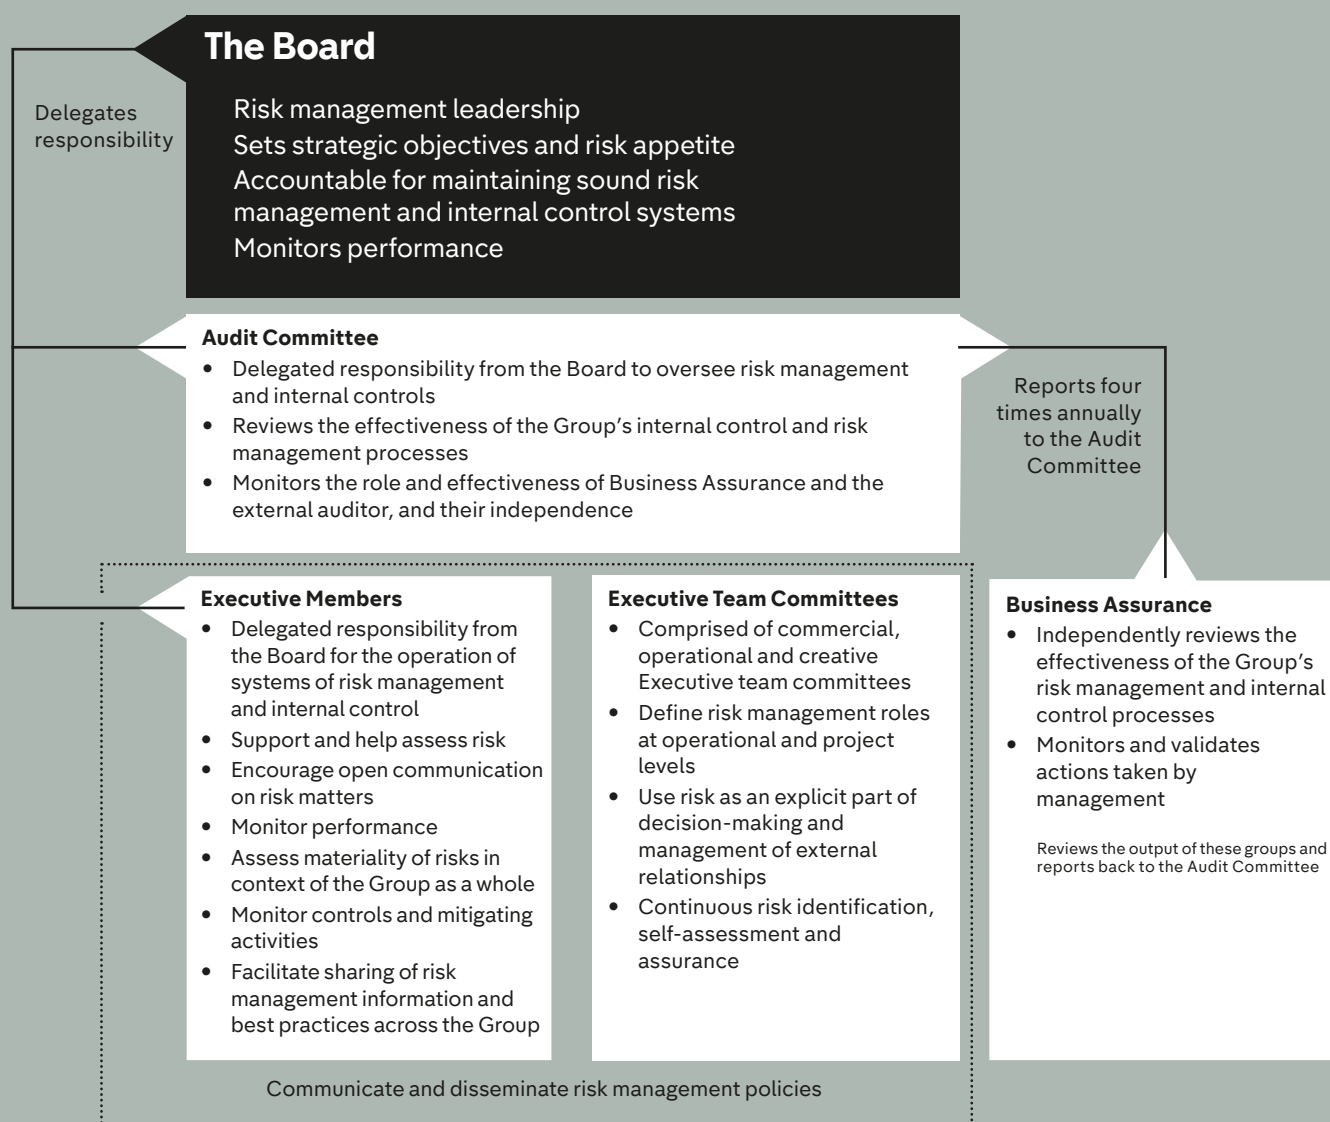 The Board
Delegates
responsibility
Risk management leadership
Sets strategic objectives and risk appetite
Accountable for maintaining sound risk
management and internal control systems
Monitors performance
Audit Committee
• Delegated responsibility from the Board to oversee risk management
and internal controls
• Reviews the effectiveness of the Group’s internal control and risk
management processes
• Monitors the role and effectiveness of Business Assurance and the
external auditor, and their independence
Reports four
times annually
to the Audit
Committee
Executive Members
• Delegated responsibility from
the Board for the operation of
systems of risk management
and internal control
• Support and help assess risk
• Encourage open communication
on risk matters
• Monitor performance
• Assess materiality of risks in
context of the Group as a whole
• Monitor controls and mitigating
activities
• Facilitate sharing of risk
management information and
best practices across the Group
Executive Team Committees
• Comprised of commercial,
operational and creative
Executive team committees
• Define risk management roles
at operational and project
levels
• Use risk as an explicit part of
decision-making and
management of external
relationships
• Continuous risk identification,
self-assessment and
assurance
Business Assurance
• Independently reviews the
effectiveness of the Group’s
risk management and internal
control processes
• Monitors and validates
actions taken by
management
Reviews the output of these groups and
reports back to the Audit Committee
Communicate and disseminate risk management policies